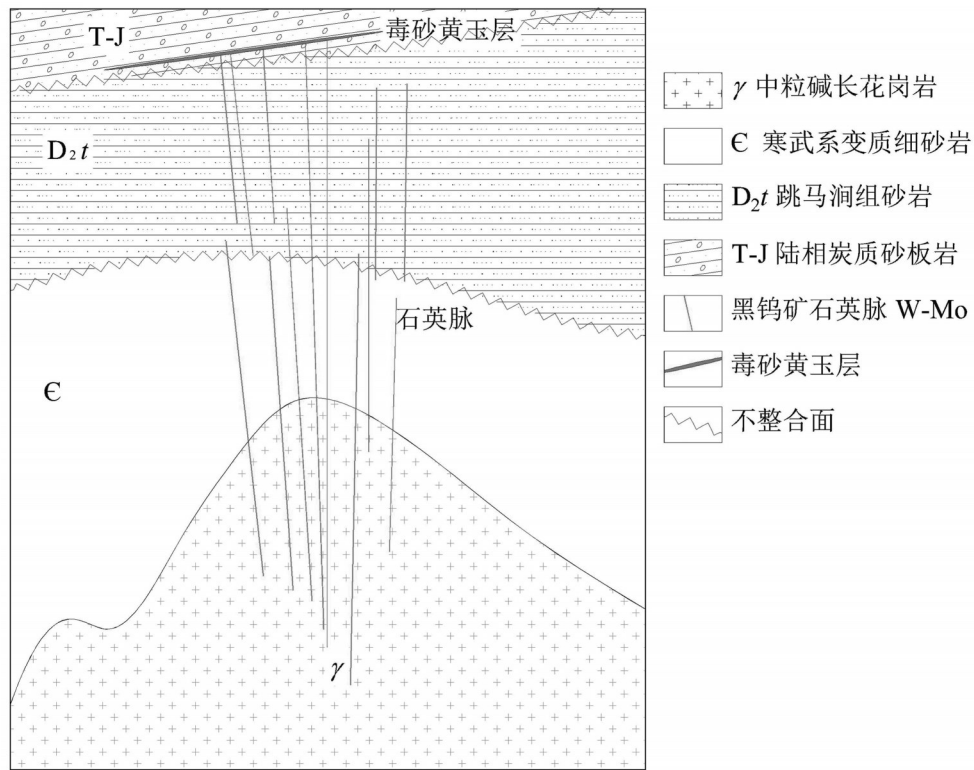 T-J
毒砂黄玉层
D₂t
石英脉
Є
γ
γ 中粒碱长花岗岩
Є 寒武系变质细砂岩
D₂t 跳马涧组砂岩
T-J 陆相炭质砂板岩
黑钨矿石英脉 W-Mo
毒砂黄玉层
不整合面